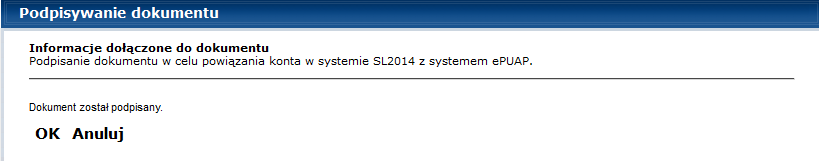 Podpisywanie dokumentu
Informacje dołączone do dokumentu
Podpisanie dokumentu w celu powiązania konta w systemie SL2014 z systemem ePUAP.
Dokument został podpisany.
OK Anuluj